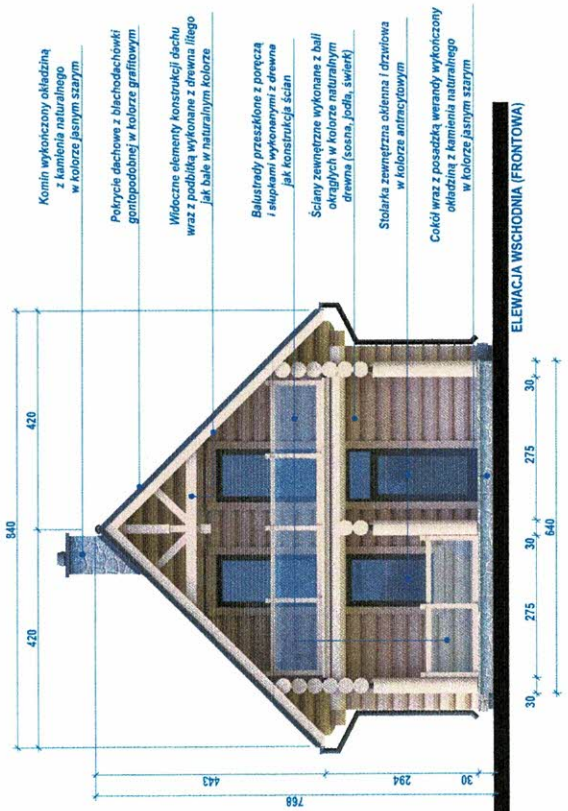 Komin wykończony okładziną
z kamienia naturalnego
w kolorze jasnym szarym
Pokrycie dachowe z blachodachówki
gontopodobnej w kolorze grafitowym
Widoczne elementy konstrukcji dachu
wraz z podbitką wykonane z drewna litego
jak bale w naturalnym kolorze
Balustrady przeszklone z poręczą
i słupkami wykonanymi z drewna
jak konstrukcja ścian
Ściany zewnętrzne wykonane z bali
okrągłych w kolorze naturalnym
drewna (sosna, jodła, świerk)
Stolarka zewnętrzna okienna i drzwiowa
w kolorze antracytowym
Cokół wraz z posadzką werandy wykończony
okładziną z kamienia naturalnego
w kolorze jasnym szarym
840
420
420
768
443
294
30
30
275
30
275
30
640
ELEWACJA WSCHODNIA (FRONTOWA)